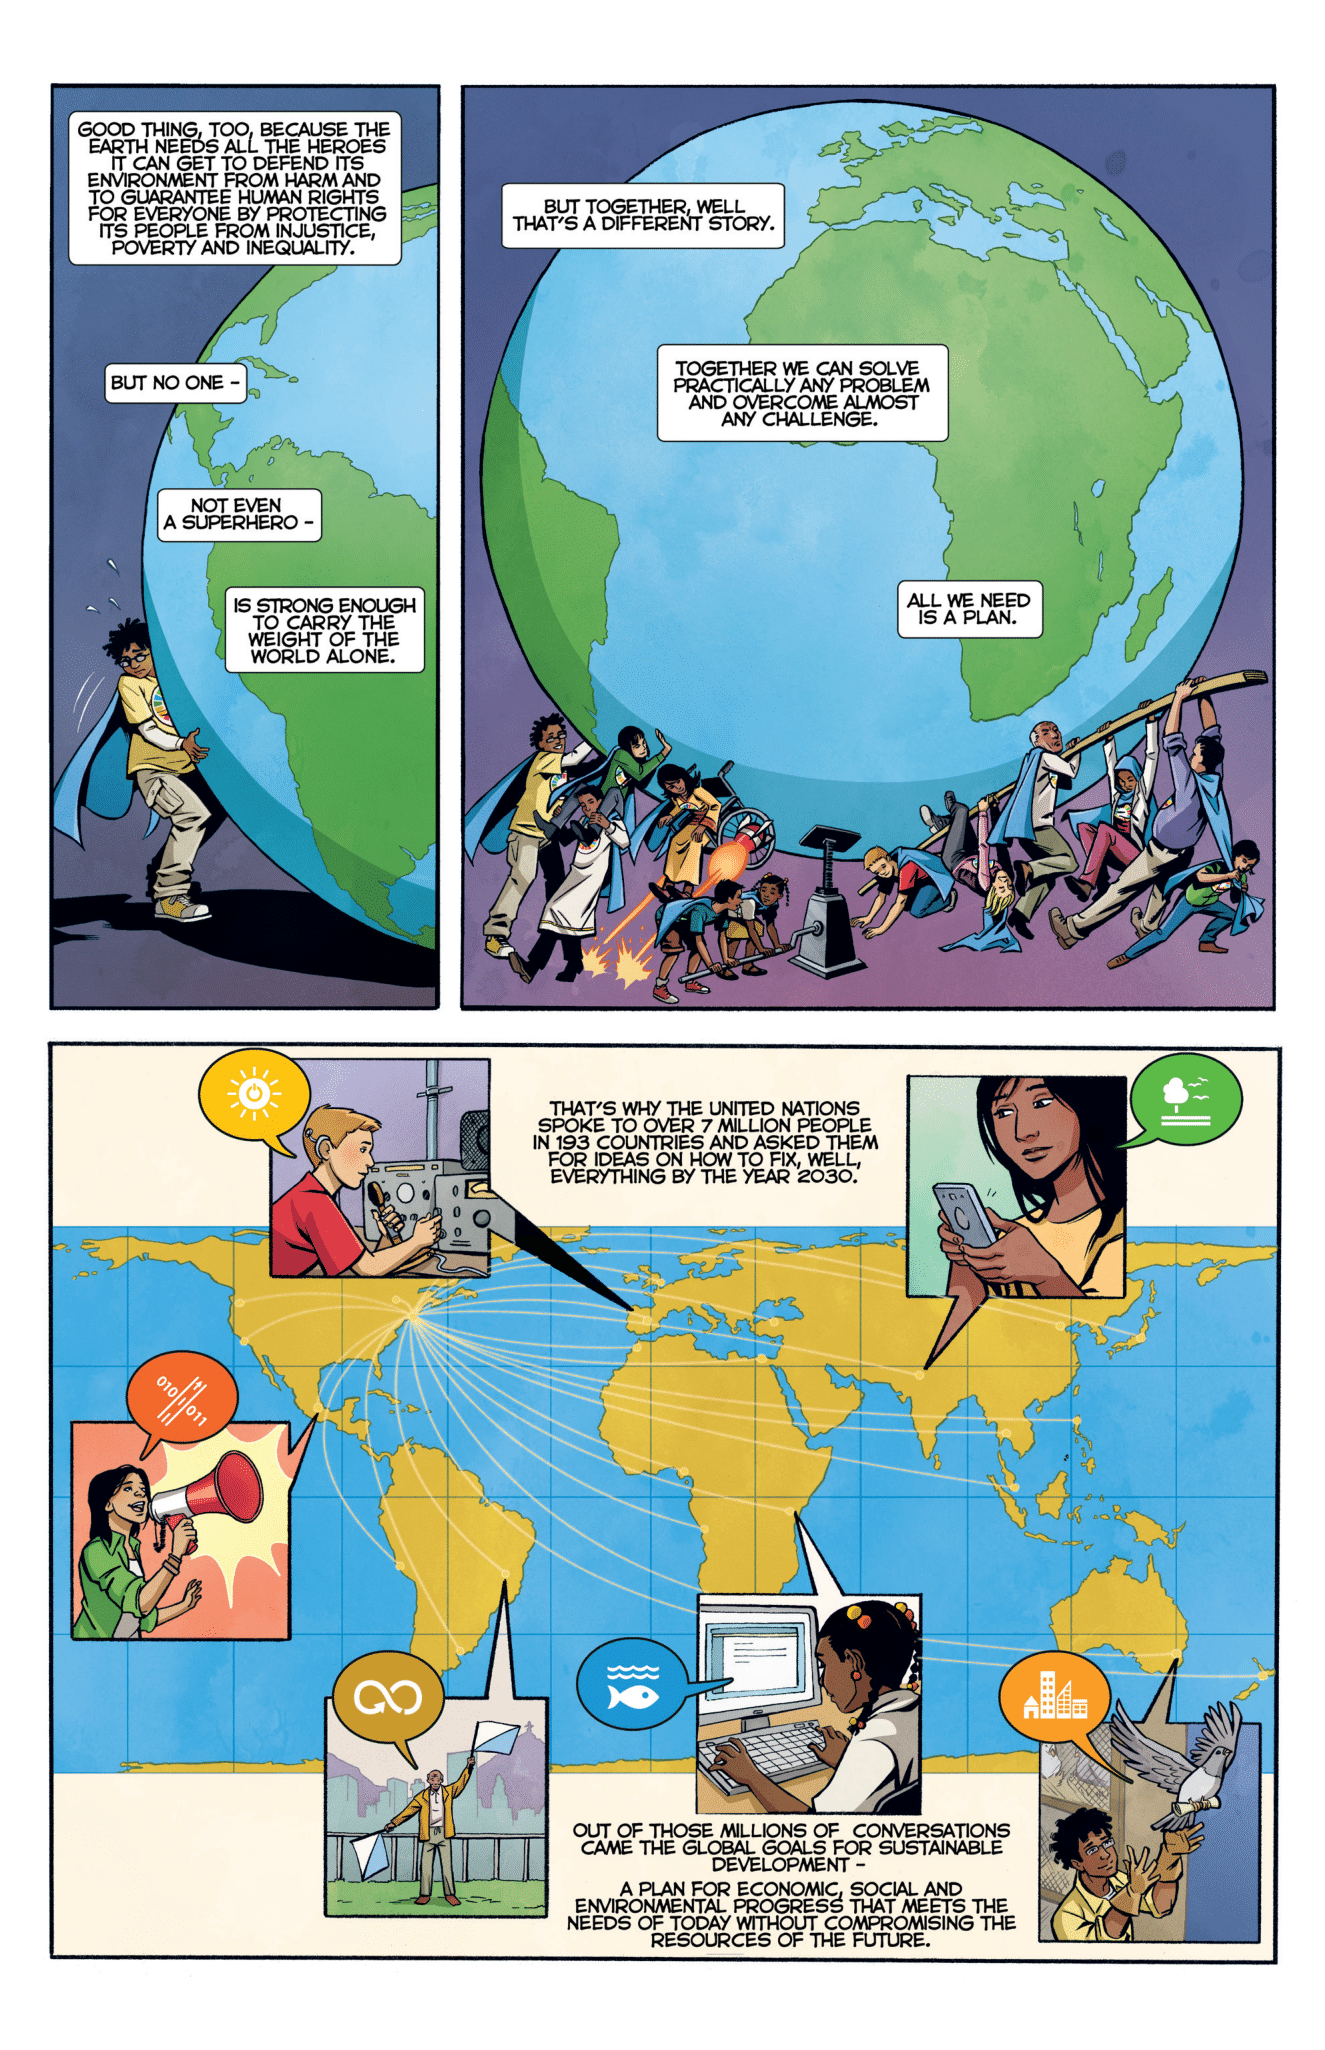 GOOD THING, TOO, BECAUSE THE
EARTH NEEDS ALL THE HEROES
IT CAN GET TO DEFEND ITS
ENVIRONMENT FROM HARM AND
TO GUARANTEE HUMAN RIGHTS
FOR EVERYONE BY PROTECTING
ITS PEOPLE FROM INJUSTICE,
POVERTY AND INEQUALITY.
BUT NO ONE –
NOT EVEN
A SUPERHERO –
IS STRONG ENOUGH
TO CARRY THE
WEIGHT OF THE
WORLD ALONE.
BUT TOGETHER, WELL
THAT'S A DIFFERENT STORY.
TOGETHER WE CAN SOLVE
PRACTICALLY ANY PROBLEM
AND OVERCOME ALMOST
ANY CHALLENGE.
ALL WE NEED
IS A PLAN.
THAT'S WHY THE UNITED NATIONS
SPOKE TO OVER 7 MILLION PEOPLE
IN 193 COUNTRIES AND ASKED THEM
FOR IDEAS ON HOW TO FIX, WELL,
EVERYTHING BY THE YEAR 2030.
010
011
OUT OF THOSE MILLIONS OF CONVERSATIONS
CAME THE GLOBAL GOALS FOR SUSTAINABLE
DEVELOPMENT –
A PLAN FOR ECONOMIC, SOCIAL AND
ENVIRONMENTAL PROGRESS THAT MEETS THE
NEEDS OF TODAY WITHOUT COMPROMISING THE
RESOURCES OF THE FUTURE.